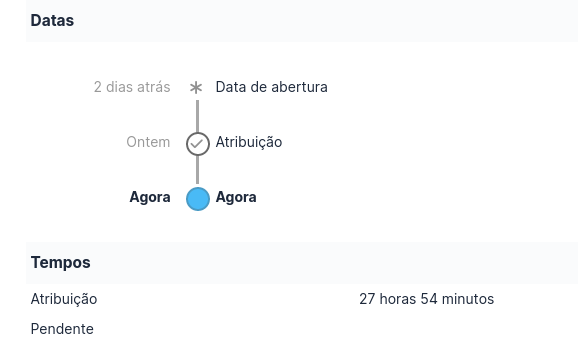 Datas
2 dias atrás Data de abertura
Ontem Atribuição
Agora Agora
Tempos
Atribuição 27 horas 54 minutos
Pendente